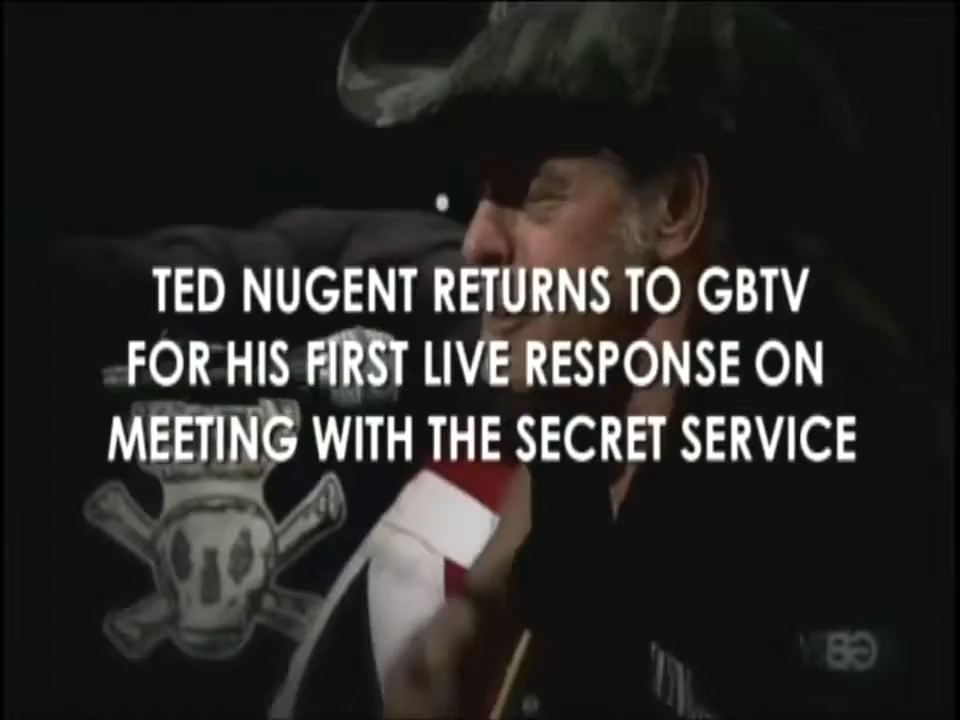 TED NUGENT RETURNS TO GBTV
FOR HIS FIRST LIVE RESPONSE ON
MEETING WITH THE SECRET SERVICE